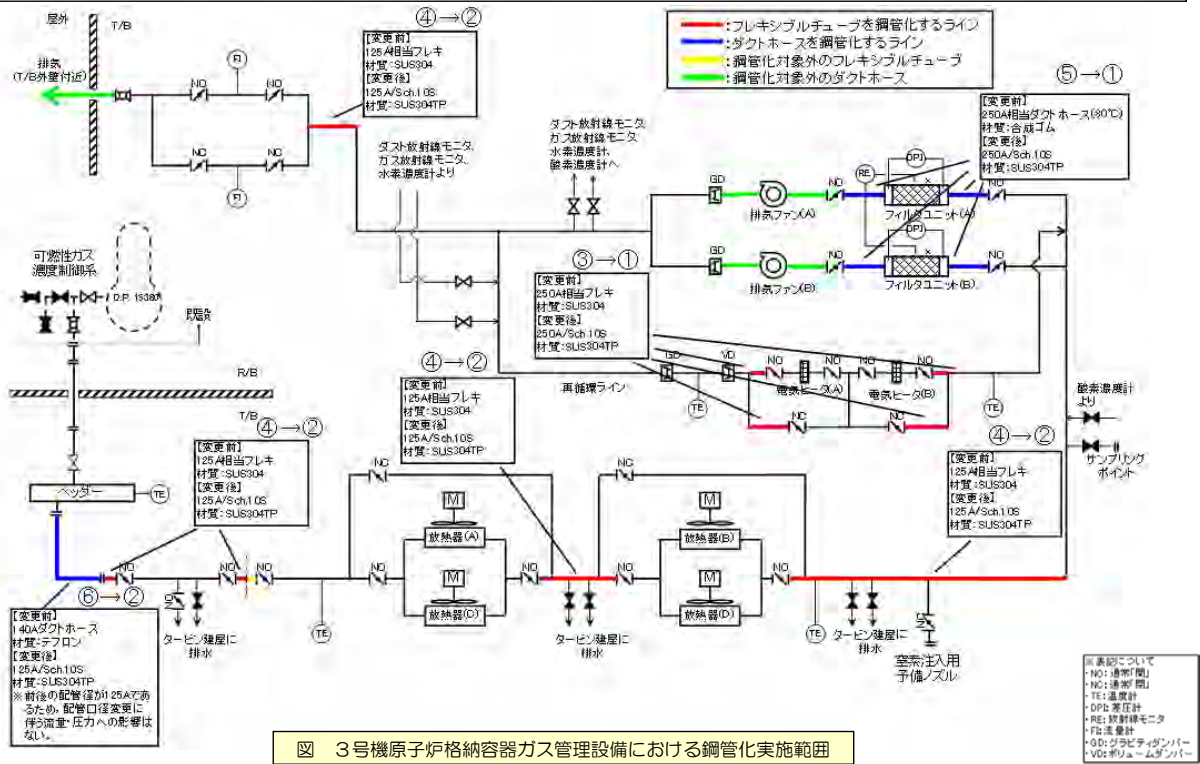 屋外
T/B
排気
(T/B外壁付近)
NO
FI
NO
NC
FI
NC
④→②
【変更前】
125A相当フレキ
材質:SUS304
【変更後】
125A/Sch.10S
材質:SUS304TP
:フレキシブルチューブを鋼管化するライン
:ダクトホースを鋼管化するライン
:鋼管化対象外のフレキシブルチューブ
:鋼管化対象外のダクトホース
⑤→①
【変更前】
250A相当ダクトホース(80℃)
材質:合成ゴム
【変更後】
250A/Sch.10S
材質:SUS304TP
ダスト放射線モニタ、
ガス放射線モニタ、
水素濃度計より
ダスト放射線モニタ、
ガス放射線モニタ、
水素濃度計、
酸素濃度計へ
GD
排気ファン(A)
NO
RE
DPI
フィルタユニット(A)
NO
GD
排気ファン(B)
NO
DPI
フィルタユニット(B)
NO
可燃性ガス
濃度制御系
既設
R/B
T/B
③→①
【変更前】
250A相当フレキ
材質:SUS304
【変更後】
250A/Sch.10S
材質:SUS304TP
再循環ライン
GD
VD
TE
NO
電気ヒータ(A)
NO
NO
電気ヒータ(B)
NO
TE
NC
NC
酸素濃度計
より
サンプリング
ポイント
④→②
【変更前】
125A相当フレキ
材質:SUS304
【変更後】
125A/Sch.10S
材質:SUS304TP
④→②
【変更前】
125A相当フレキ
材質:SUS304
【変更後】
125A/Sch.10S
材質:SUS304TP
④→②
【変更前】
125A相当フレキ
材質:SUS304
【変更後】
125A/Sch.10S
材質:SUS304TP
ヘッダー
TE
NO
NO
NO
NC
タービン建屋に
排水
TE
NC
NO
M
放熱器(A)
M
放熱器(C)
NO
タービン建屋に
排水
NC
NO
M
放熱器(B)
M
放熱器(D)
NO
TE
タービン建屋に
排水
NC
窒素注入用
予備ノズル
⑥→②
【変更前】
140Aダクトホース
材質:テフロン
【変更後】
125A/Sch.10S
材質:SUS304TP
※前後の配管径が125Aであ
るため、配管口径変更に
伴う流量・圧力への影響は
ない。
※表記について
・NO:通常「開」
・NC:通常「閉」
・TE:温度計
・DPI:差圧計
・RE:放射線モニタ
・FI:流量計
・GD:グラビティダンパー
・VD:ボリュームダンパー
図　3号機原子炉格納容器ガス管理設備における鋼管化実施範囲